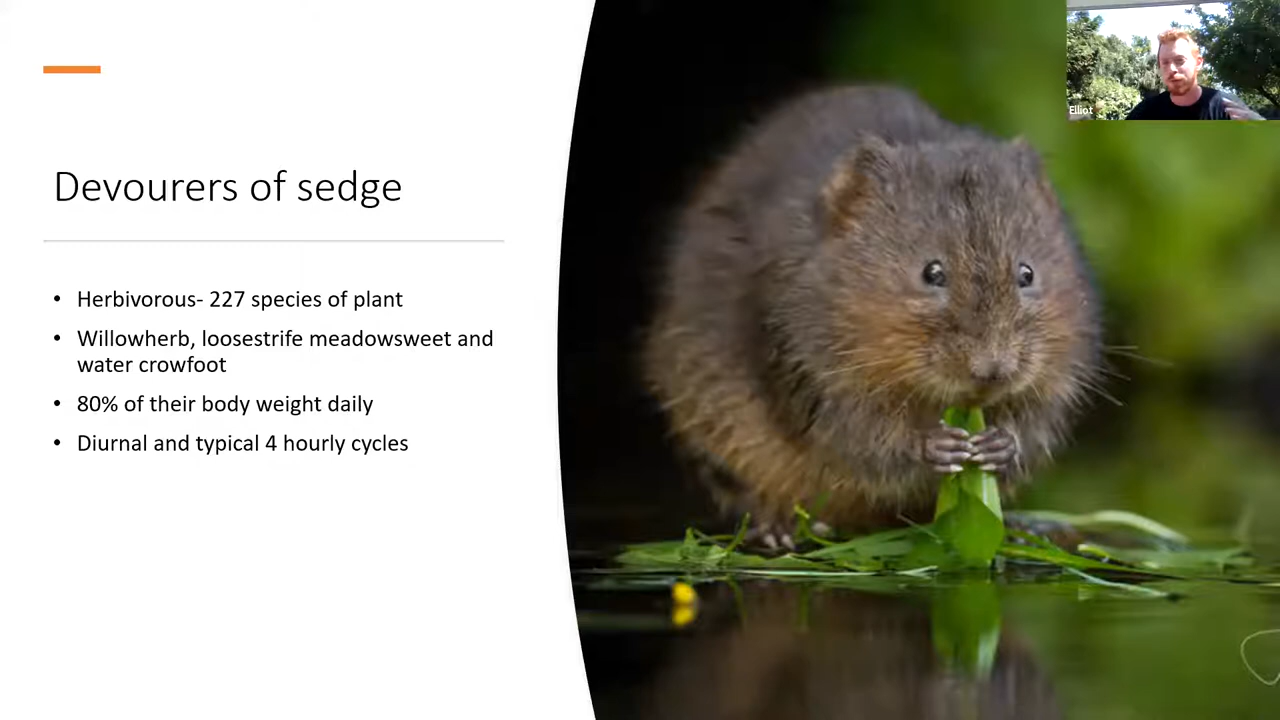 Elliot
Devourers of sedge
• Herbivorous- 227 species of plant
• Willowherb, loosestrife meadowsweet and
water crowfoot
• 80% of their body weight daily
• Diurnal and typical 4 hourly cycles